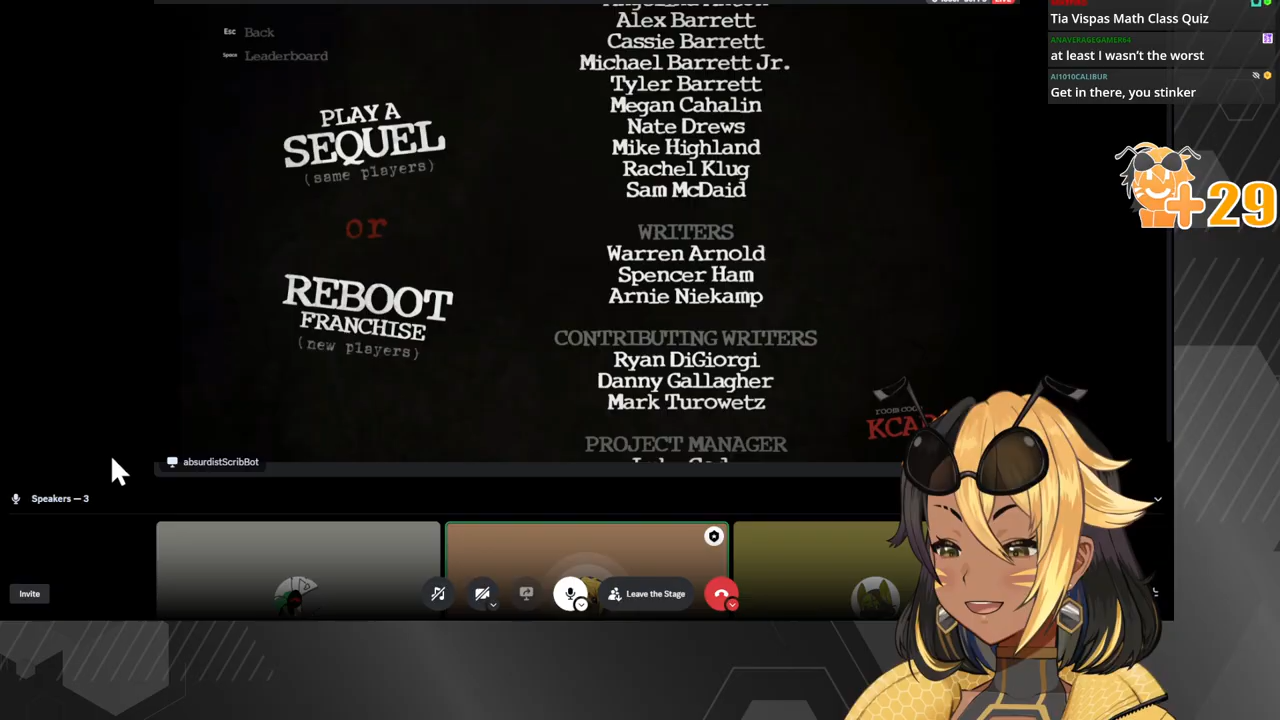 Esc Back
Space Leaderboard
PLAY A
SEQUEL
(same players)
or
REBOOT
FRANCHISE
(new players)
Alex Barrett
Cassie Barrett
Michael Barrett Jr.
Tyler Barrett
Megan Cahalin
Nate Drews
Mike Highland
Rachel Klug
Sam McDaid
WRITERS
Warren Arnold
Spencer Ham
Arnie Niekamp
CONTRIBUTING WRITERS
Ryan DiGiorgi
Danny Gallagher
Mark Turowetz
PROJECT MANAGER
room code
absurdistScribBot
Speakers — 3
Invite
Leave the Stage
Tia Vispas Math Class Quiz
ANAVERAGEGAMER64
at least I wasn't the worst
AI1010CALIBUR
Get in there, you stinker
+29